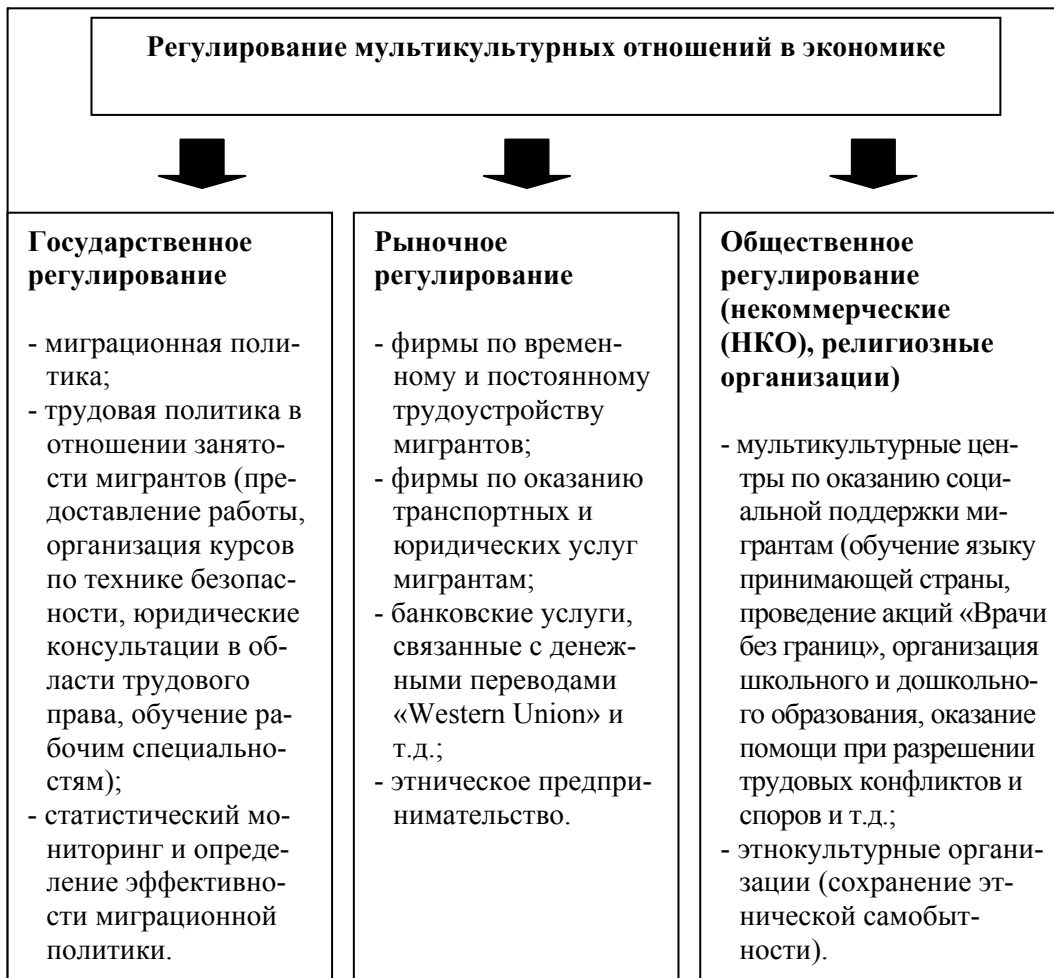 Регулирование мультикультурных отношений в экономике
Государственное
регулирование
- миграционная поли-
тика;
- трудовая политика в
отношении занято-
сти мигрантов (пре-
доставление работы,
организация курсов
по технике безопас-
ности, юридические
консультации в об-
ласти трудового
права, обучение ра-
бочим специально-
стям);
- статистический мо-
ниторинг и опреде-
ление эффективно-
сти миграционной
политики.
Рыночное
регулирование
- фирмы по времен-
ному и постоянному
трудоустройству
мигрантов;
- фирмы по оказанию
транспортных и
юридических услуг
мигрантам;
- банковские услуги,
связанные с денеж-
ными переводами
«Western Union» и
т.д.;
- этническое предпри-
нимательство.
Общественное
регулирование
(некоммерческие
(НКО), религиозные
организации)
- мультикультурные цен-
тры по оказанию соци-
альной поддержки ми-
грантам (обучение языку
принимающей страны,
проведение акций «Врачи
без границ», организация
школьного и дошкольно-
го образования, оказание
помощи при разрешении
трудовых конфликтов и
споров и т.д.;
- этнокультурные органи-
зации (сохранение эт-
нической самобыт-
ности).